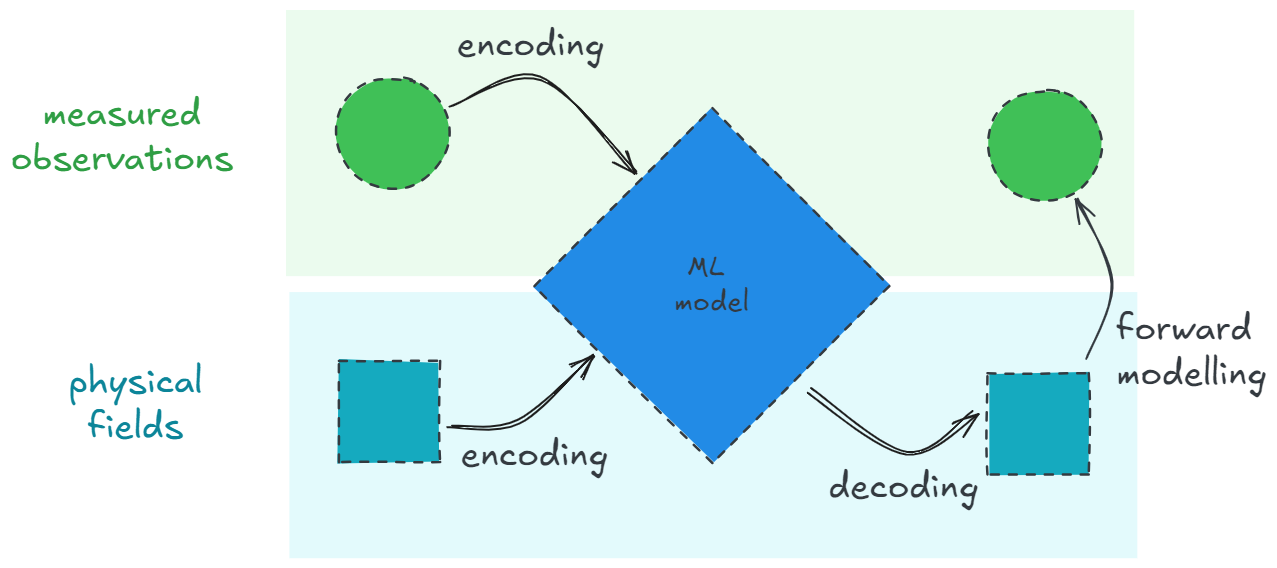 encoding
measured
observations
ML
model
forward
modelling
physical
fields
encoding
decoding